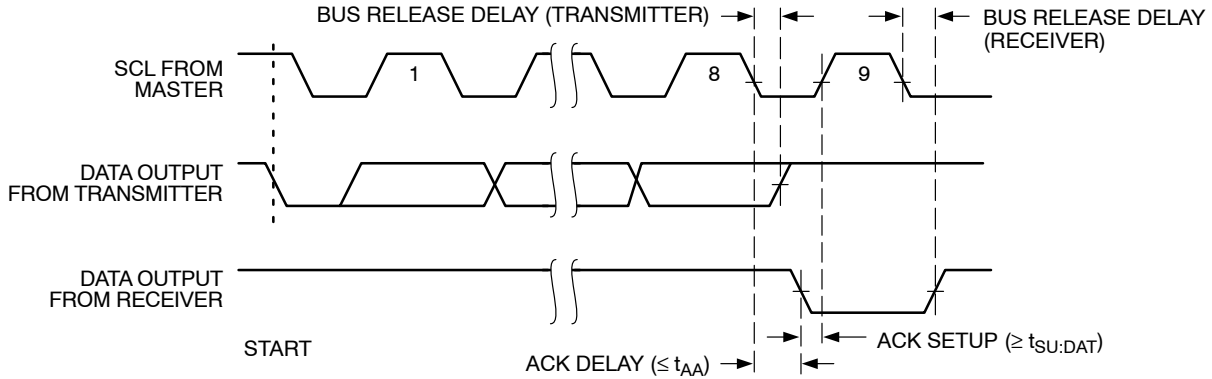 BUS RELEASE DELAY (TRANSMITTER)
BUS RELEASE DELAY
(RECEIVER)
SCL FROM
MASTER
1
8
9
DATA OUTPUT
FROM TRANSMITTER
DATA OUTPUT
FROM RECEIVER
START
ACK SETUP (≥ tSU:DAT)
ACK DELAY (≤ tAA)